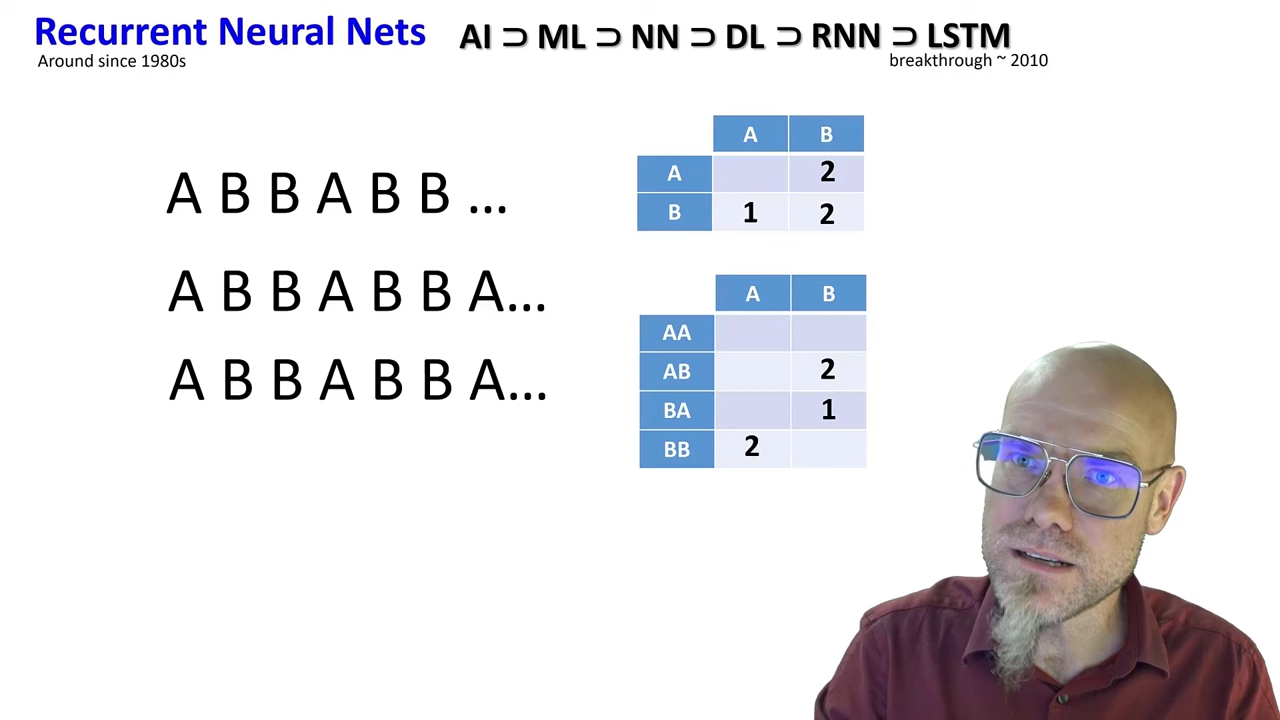 Recurrent Neural Nets
AI ⊃ ML ⊃ NN ⊃ DL ⊃ RNN ⊃ LSTM
Around since 1980s
breakthrough ~ 2010
A B B A B B ...
A B B A B B A...
A B B A B B A...
A B
A 2
B 1 2
A B
AA
AB 2
BA 1
BB 2